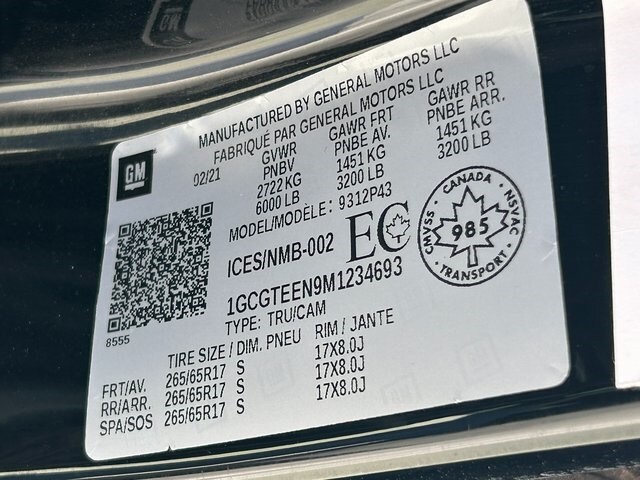 MANUFACTURED BY GENERAL MOTORS LLC
FABRIQUÉ PAR GENERAL MOTORS LLC
GM
02/21
GVWR GAWR FRT GAWR RR
PNBV PNBE AV. PNBE ARR.
2722 KG 1451 KG 1451 KG
6000 LB 3200 LB 3200 LB
MODEL/MODÈLE: 9312P43
ICES/NMB-002 EC
CANADA
CMVSS 985 NSVAC
TRANSPORT
1GCGTEEN9M1234693
TYPE: TRU/CAM
8555
TIRE SIZE / DIM. PNEU RIM / JANTE
FRT/AV. 265/65R17 S 17X8.0J
RR/ARR. 265/65R17 S 17X8.0J
SPA/SOS 265/65R17 S 17X8.0J